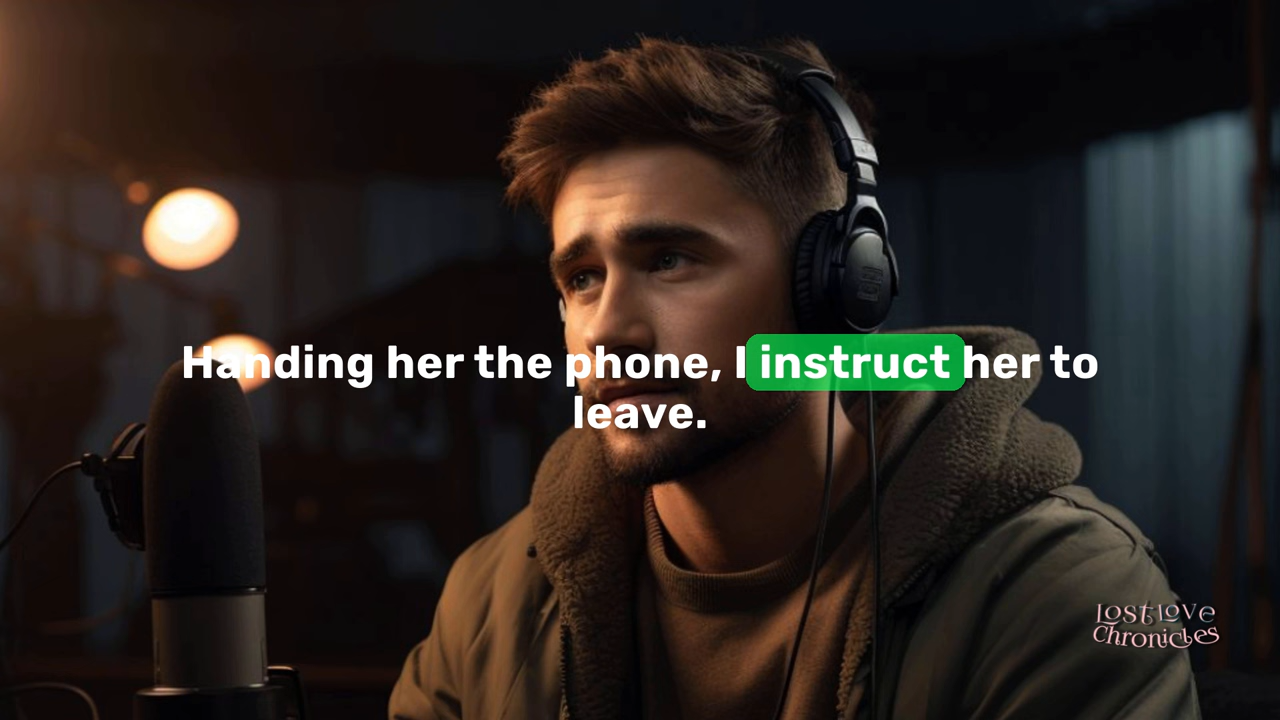 Handing her the phone, I instruct her to
leave.
Lost Love
Chronicles